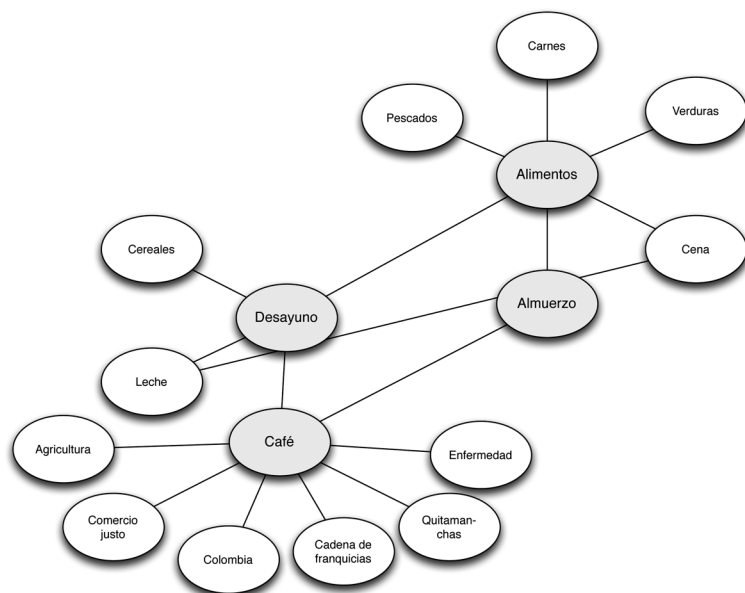 Carnes
Pescados
Verduras
Alimentos
Cereales
Cena
Desayuno
Almuerzo
Leche
Agricultura
Café
Enfermedad
Comercio
justo
Quitaman-
chas
Colombia
Cadena de
franquicias